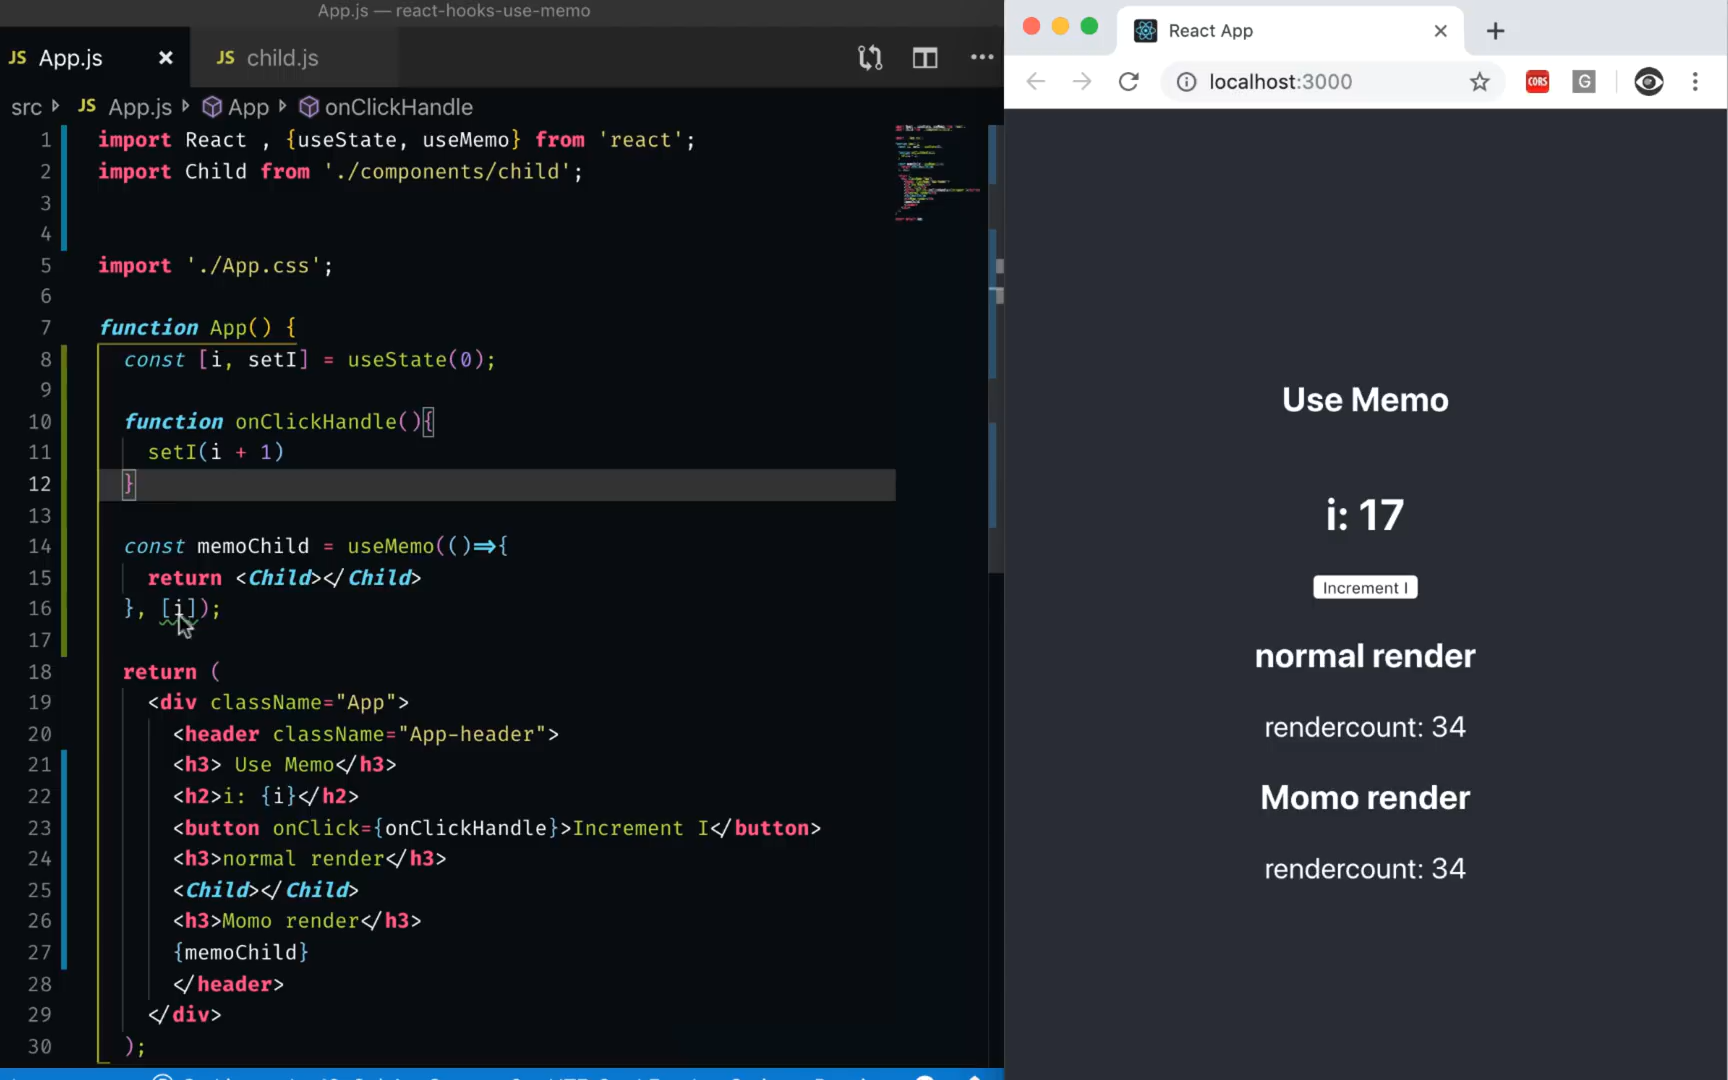 App.js — react-hooks-use-memo
JS App.js
JS child.js
src JS App.js App onClickHandle
1 import React , {useState, useMemo} from 'react';
2 import Child from './components/child';
3
4
5 import './App.css';
6
7 function App() {
8 const [i, setI] = useState(0);
9
10 function onClickHandle(){
11 setI(i + 1)
12 }
13
14 const memoChild = useMemo(()=>{
15 return <Child></Child>
16 }, [i]);
17
18 return (
19 <div className="App">
20 <header className="App-header">
21 <h3> Use Memo</h3>
22 <h2>i: {i}</h2>
23 <button onClick={onClickHandle}>Increment I</button>
24 <h3>normal render</h3>
25 <Child></Child>
26 <h3>Momo render</h3>
27 {memoChild}
28 </header>
29 </div>
30 );
React App
localhost:3000
CORS
G
Use Memo
i: 17
Increment I
normal render
rendercount: 34
Momo render
rendercount: 34